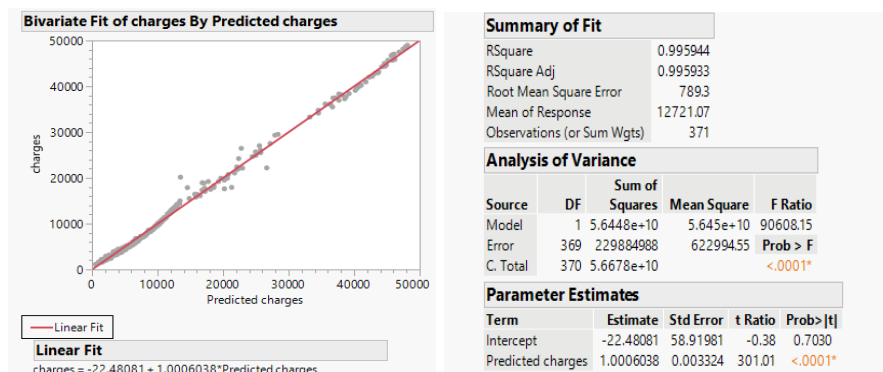 Bivariate Fit of charges By Predicted charges
50000
40000
30000
20000
10000
0
charges
0 10000 20000 30000 40000 50000
Predicted charges
Linear Fit
Linear Fit
charges = -22.48081 + 1.0006038*Predicted charges
Summary of Fit
RSquare 0.995944
RSquare Adj 0.995933
Root Mean Square Error 789.3
Mean of Response 12721.07
Observations (or Sum Wgts) 371
Analysis of Variance
Sum of
Source DF Squares Mean Square F Ratio
Model 1 5.6448e+10 5.645e+10 90608.15
Error 369 229884988 622994.55 Prob > F
C. Total 370 5.6678e+10 <.0001*
Parameter Estimates
Term Estimate Std Error t Ratio Prob>|t|
Intercept -22.48081 58.91981 -0.38 0.7030
Predicted charges 1.0006038 0.003324 301.01 <.0001*